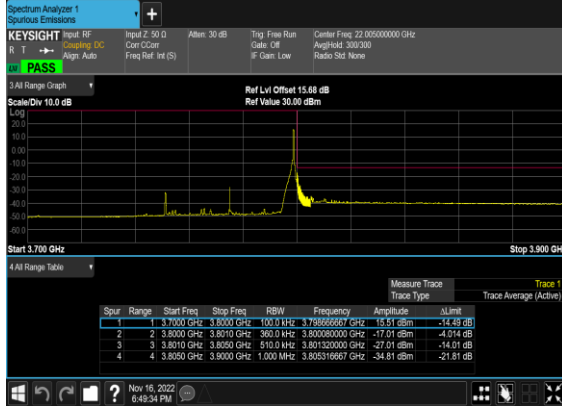 Spectrum Analyzer 1
Spurious Emissions
+
KEYSIGHT Input: RF Input Z: 50 Ω Atten: 30 dB Trig: Free Run Center Freq: 22.005000000 GHz
R T Coupling: DC Corr CCorr Gate: Off Avg|Hold: 300/300
Align: Auto Freq Ref: Int (S) IF Gain: Low Radio Std: None
PASS
3 All Range Graph
Ref Lvl Offset 15.68 dB
Scale/Div 10.0 dB Ref Value 30.00 dBm
Log
20.0
10.0
0.00
-10.0
-20.0
-30.0
-40.0
-50.0
-60.0
Start 3.700 GHz Stop 3.900 GH
4 All Range Table
Measure Trace Trace 1
Trace Type Trace Average (Active)
Spur Range Start Freq Stop Freq RBW Frequency Amplitude ΔLimit
1 1 3.7000 GHz 3.8000 GHz 100.0 kHz 3.798666667 GHz 15.51 dBm -14.49 dB
2 2 3.8000 GHz 3.8010 GHz 360.0 kHz 3.800080000 GHz -17.01 dBm -4.014 dB
3 3 3.8010 GHz 3.8050 GHz 510.0 kHz 3.801320000 GHz -27.01 dBm -14.01 dB
4 4 3.8050 GHz 3.9000 GHz 1.000 MHz 3.805316667 GHz -34.81 dBm -21.81 dB
? Nov 16, 2022
6:49:34 PM